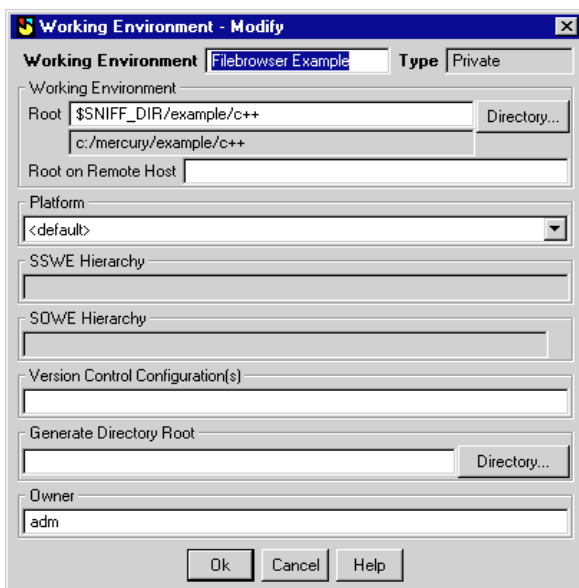 Working Environment - Modify
Working Environment Filebrowser Example Type Private
Working Environment
Root $SNIFF_DIR/example/c++ Directory...
c:/mercury/example/c++
Root on Remote Host
Platform
<default>
SSWE Hierarchy
SOWE Hierarchy
Version Control Configuration(s)
Generate Directory Root
Directory...
Owner
adm
Ok Cancel Help